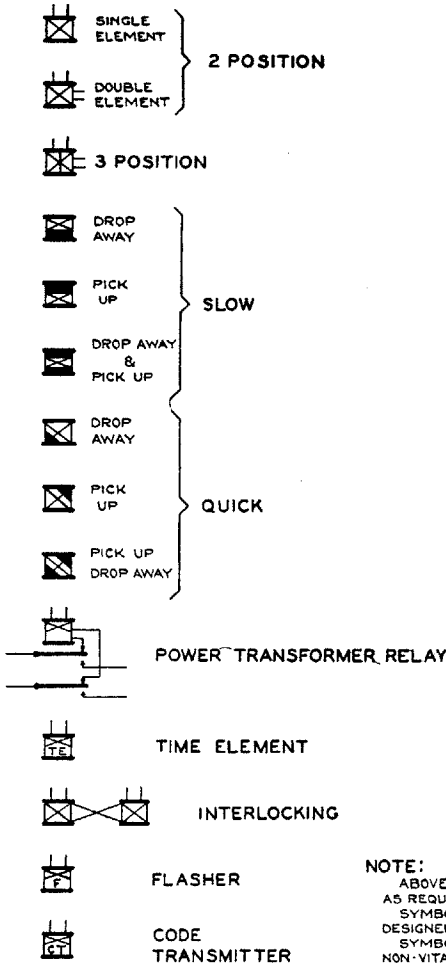 SINGLE
ELEMENT
2 POSITION
DOUBLE
ELEMENT
3 POSITION
DROP
AWAY
PICK
UP
SLOW
DROP AWAY
&
PICK UP
DROP
AWAY
PICK
UP
QUICK
PICK UP
DROP AWAY
POWER TRANSFORMER RELAY
TE
TIME ELEMENT
INTERLOCKING
F
FLASHER
CT
CODE
TRANSMITTER
NOTE:
ABOVE
AS REQU
SYMBO
DESIGNE
SYMBO
NON-VITA